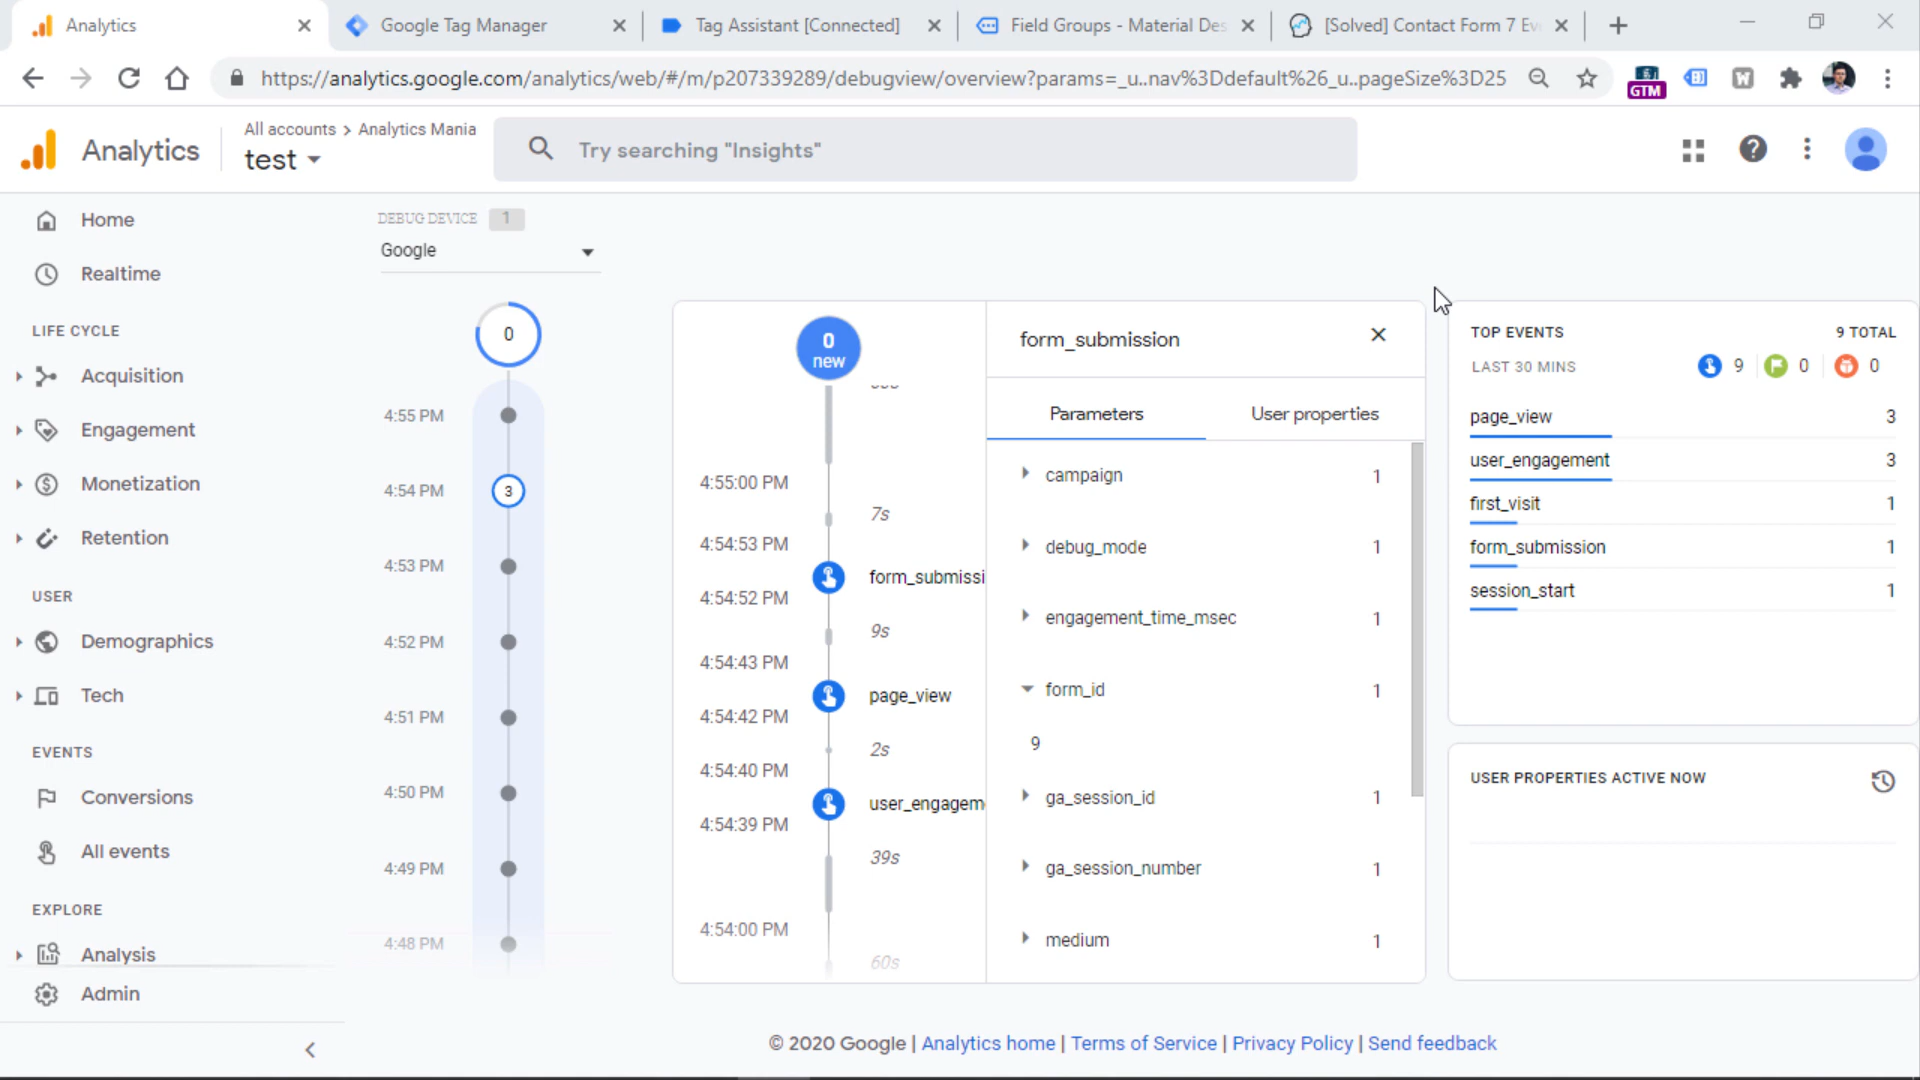 Analytics
Google Tag Manager
Tag Assistant [Connected]
Field Groups - Material Des
[Solved] Contact Form 7 Ev
https://analytics.google.com/analytics/web/#/m/p207339289/debugview/overview?params=_u..nav%3Ddefault%26_u..pageSize%3D25
GTM
W
Analytics
All accounts > Analytics Mania
test
Try searching "Insights"
Home
Realtime
LIFE CYCLE
Acquisition
Engagement
Monetization
Retention
USER
Demographics
Tech
EVENTS
Conversions
All events
EXPLORE
Analysis
Admin
DEBUG DEVICE 1
Google
0
4:55 PM
4:54 PM 3
4:53 PM
4:52 PM
4:51 PM
4:50 PM
4:49 PM
4:48 PM
0
new
4:55:00 PM
7s
4:54:53 PM
form_submissi
4:54:52 PM
9s
4:54:43 PM
page_view
4:54:42 PM
2s
4:54:40 PM
user_engagem
4:54:39 PM
39s
4:54:00 PM
60s
form_submission
Parameters User properties
campaign 1
debug_mode 1
engagement_time_msec 1
form_id 1
9
ga_session_id 1
ga_session_number 1
medium 1
TOP EVENTS 9 TOTAL
LAST 30 MINS 9 0 0
page_view 3
user_engagement 3
first_visit 1
form_submission 1
session_start 1
USER PROPERTIES ACTIVE NOW
© 2020 Google | Analytics home | Terms of Service | Privacy Policy | Send feedback